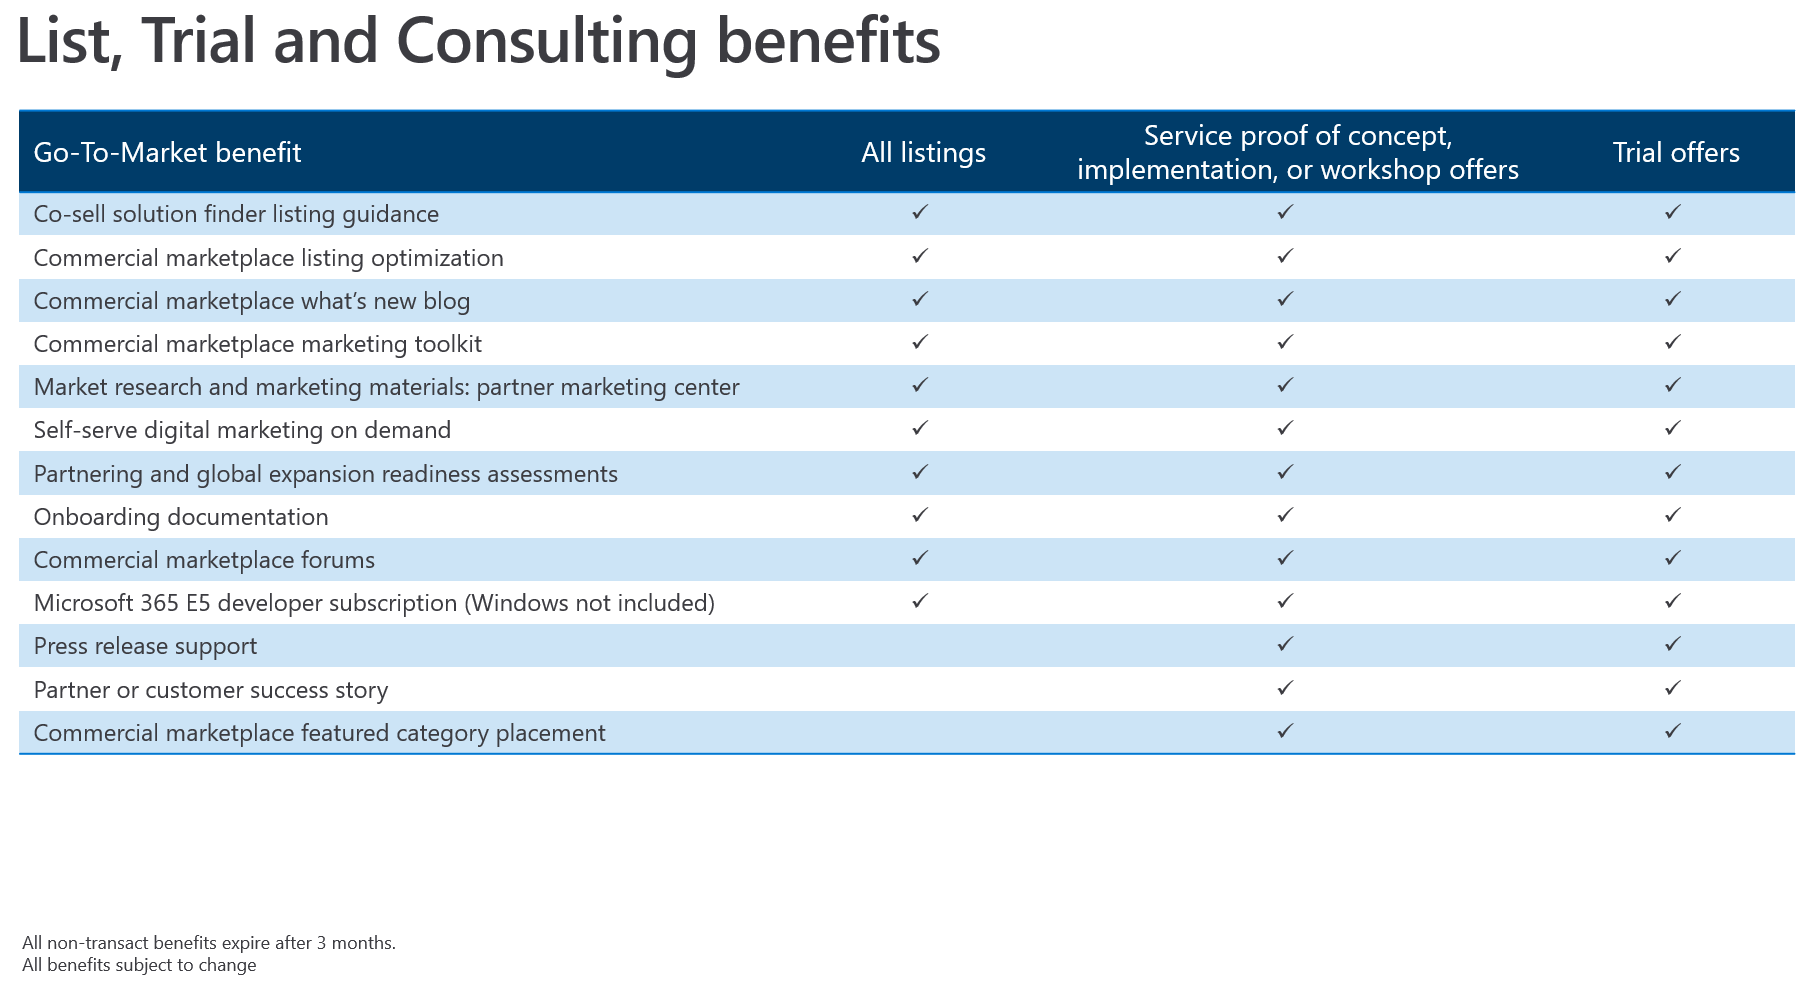 List, Trial and Consulting benefits
Go-To-Market benefit
All listings
Service proof of concept,
implementation, or workshop offers
Trial offers
Co-sell solution finder listing guidance ✓ ✓ ✓
Commercial marketplace listing optimization ✓ ✓ ✓
Commercial marketplace what’s new blog ✓ ✓ ✓
Commercial marketplace marketing toolkit ✓ ✓ ✓
Market research and marketing materials: partner marketing center ✓ ✓ ✓
Self-serve digital marketing on demand ✓ ✓ ✓
Partnering and global expansion readiness assessments ✓ ✓ ✓
Onboarding documentation ✓ ✓ ✓
Commercial marketplace forums ✓ ✓ ✓
Microsoft 365 E5 developer subscription (Windows not included) ✓ ✓ ✓
Press release support ✓ ✓
Partner or customer success story ✓ ✓
Commercial marketplace featured category placement ✓ ✓
All non-transact benefits expire after 3 months.
All benefits subject to change